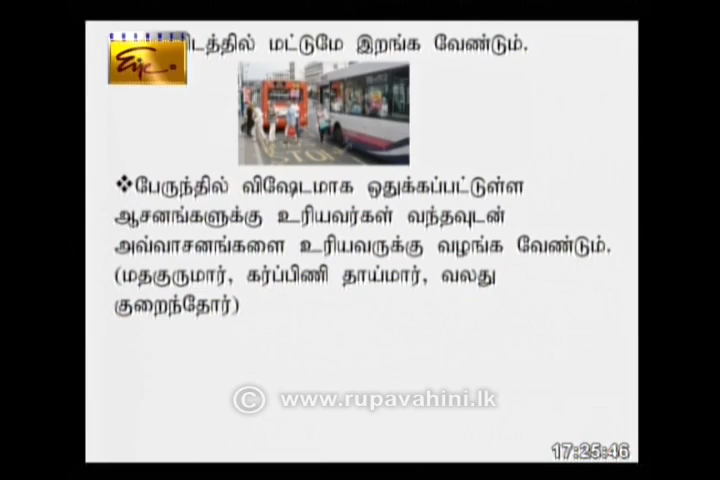 மட்டுமே இறங்க வேண்டும்.
STOP
❖பேருந்தில் விஷேடமாக ஒதுக்கப்பட்டுள்ள
ஆசனங்களுக்கு உரியவர்கள் வந்தவுடன்
அவ்வாசனங்களை உரியவருக்கு வழங்க வேண்டும்.
(மதகுருமார், கர்ப்பிணி தாய்மார், வலது
குறைந்தோர்)
© www.rupavahini.lk
17:25:46